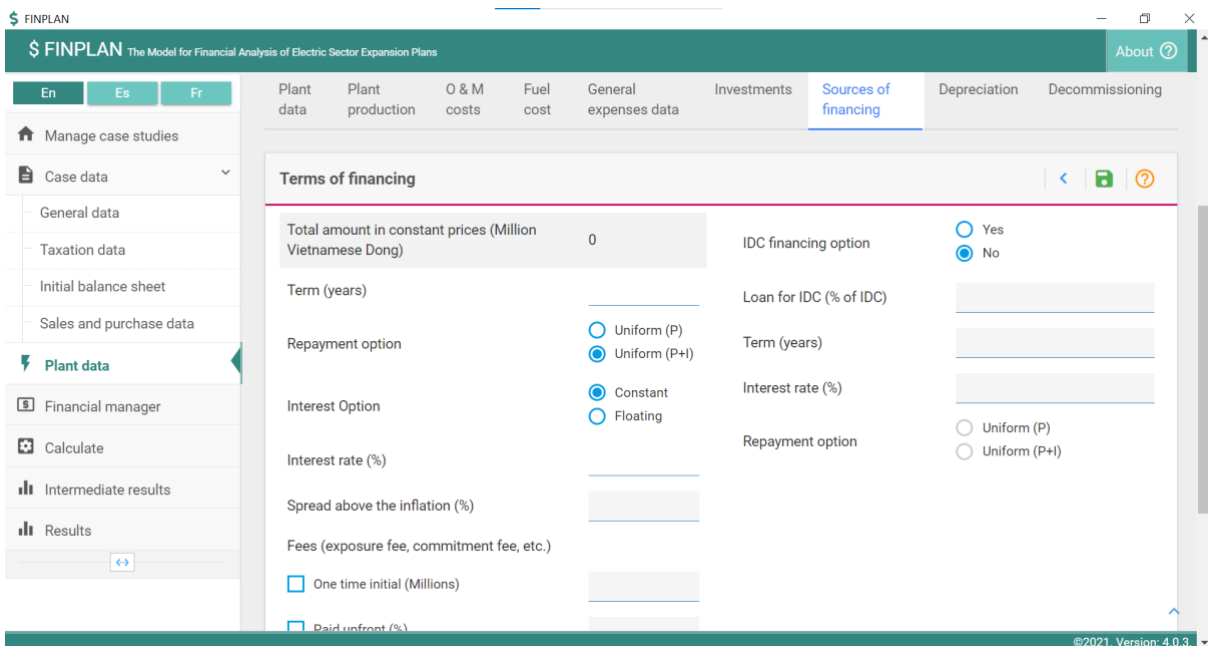 $ FINPLAN
$ FINPLAN The Model for Financial Analysis of Electric Sector Expansion Plans
About ?
En Es Fr
Manage case studies
Case data
General data
Taxation data
Initial balance sheet
Sales and purchase data
Plant data
Financial manager
Calculate
Intermediate results
Results
Plant
data
Plant
production
O & M
costs
Fuel
cost
General
expenses data
Investments
Sources of
financing
Depreciation
Decommissioning
Terms of financing
Total amount in constant prices (Million
Vietnamese Dong)
0
Term (years)
Repayment option
Uniform (P)
Uniform (P+I)
Interest Option
Constant
Floating
Interest rate (%)
Spread above the inflation (%)
Fees (exposure fee, commitment fee, etc.)
One time initial (Millions)
Paid upfront (%)
IDC financing option
Yes
No
Loan for IDC (% of IDC)
Term (years)
Interest rate (%)
Repayment option
Uniform (P)
Uniform (P+I)
©2021. Version: 4.0.3.